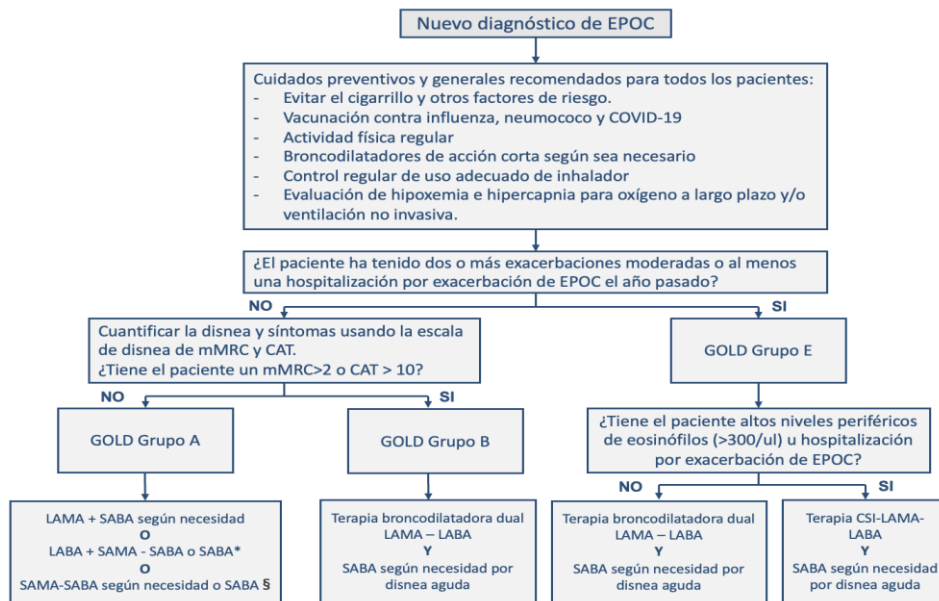 Nuevo diagnóstico de EPOC
Cuidados preventivos y generales recomendados para todos los pacientes:
- Evitar el cigarrillo y otros factores de riesgo.
- Vacunación contra influenza, neumococo y COVID-19
- Actividad física regular
- Broncodilatadores de acción corta según sea necesario
- Control regular de uso adecuado de inhalador
- Evaluación de hipoxemia e hipercapnia para oxígeno a largo plazo y/o
ventilación no invasiva.
¿El paciente ha tenido dos o más exacerbaciones moderadas o al menos
una hospitalización por exacerbación de EPOC el año pasado?
NO
SI
Cuantificar la disnea y síntomas usando la escala
de disnea de mMRC y CAT.
¿Tiene el paciente un mMRC>2 o CAT > 10?
GOLD Grupo E
NO
SI
GOLD Grupo A
GOLD Grupo B
¿Tiene el paciente altos niveles periféricos
de eosinófilos (>300/ul) u hospitalización
por exacerbación de EPOC?
NO
SI
LAMA + SABA según necesidad
O
LABA + SAMA - SABA o SABA*
O
SAMA-SABA según necesidad o SABA §
Terapia broncodilatadora dual
LAMA – LABA
Y
SABA según necesidad por
disnea aguda
Terapia broncodilatadora dual
LAMA – LABA
Y
SABA según necesidad por
disnea aguda
Terapia CSI-LAMA-
LABA
Y
SABA según necesidad
por disnea aguda